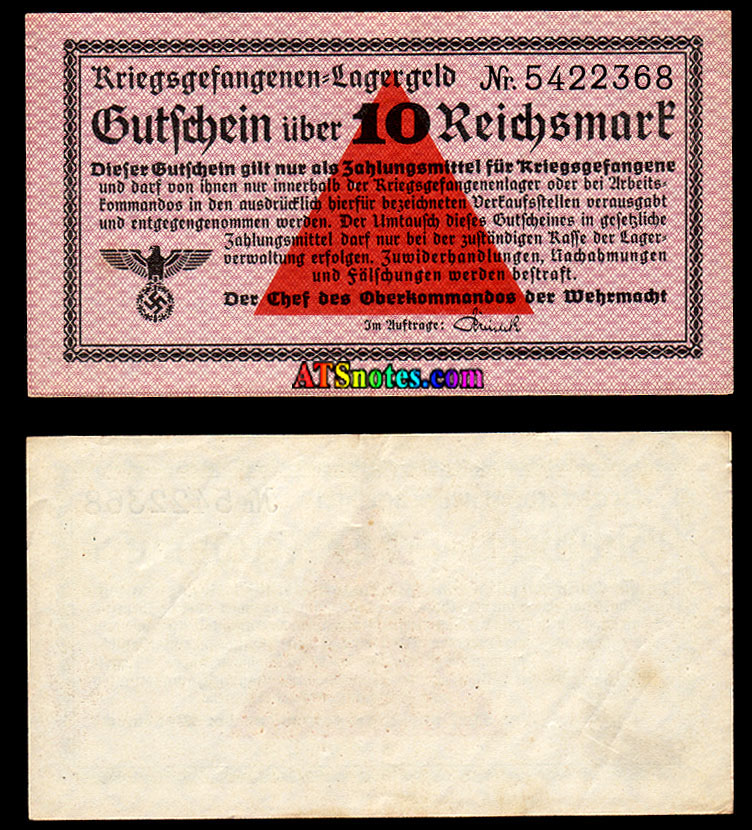 Kriegsgefangenen=Lagergeld Nr. 5422368
Gutschein über 10 Reichsmark
Dieser Gutschein gilt nur als Zahlungsmittel für Kriegsgefangene
und darf von ihnen nur innerhalb der Kriegsgefangenenlager oder bei Arbeits-
kommandos in den ausdrücklich hierfür bezeichneten Verkaufsstellen verausgabt
und entgegengenommen werden. Der Umtausch dieses Gutscheines in gesetzliche
Zahlungsmittel darf nur bei der zuständigen Kasse der Lager-
verwaltung erfolgen. Zuwiderhandlungen, Nachahmungen
und Fälschungen werden bestraft.
Der Chef des Oberkommandos der Wehrmacht
Im Auftrage:
ATSnotes.com
Nr. 5422368